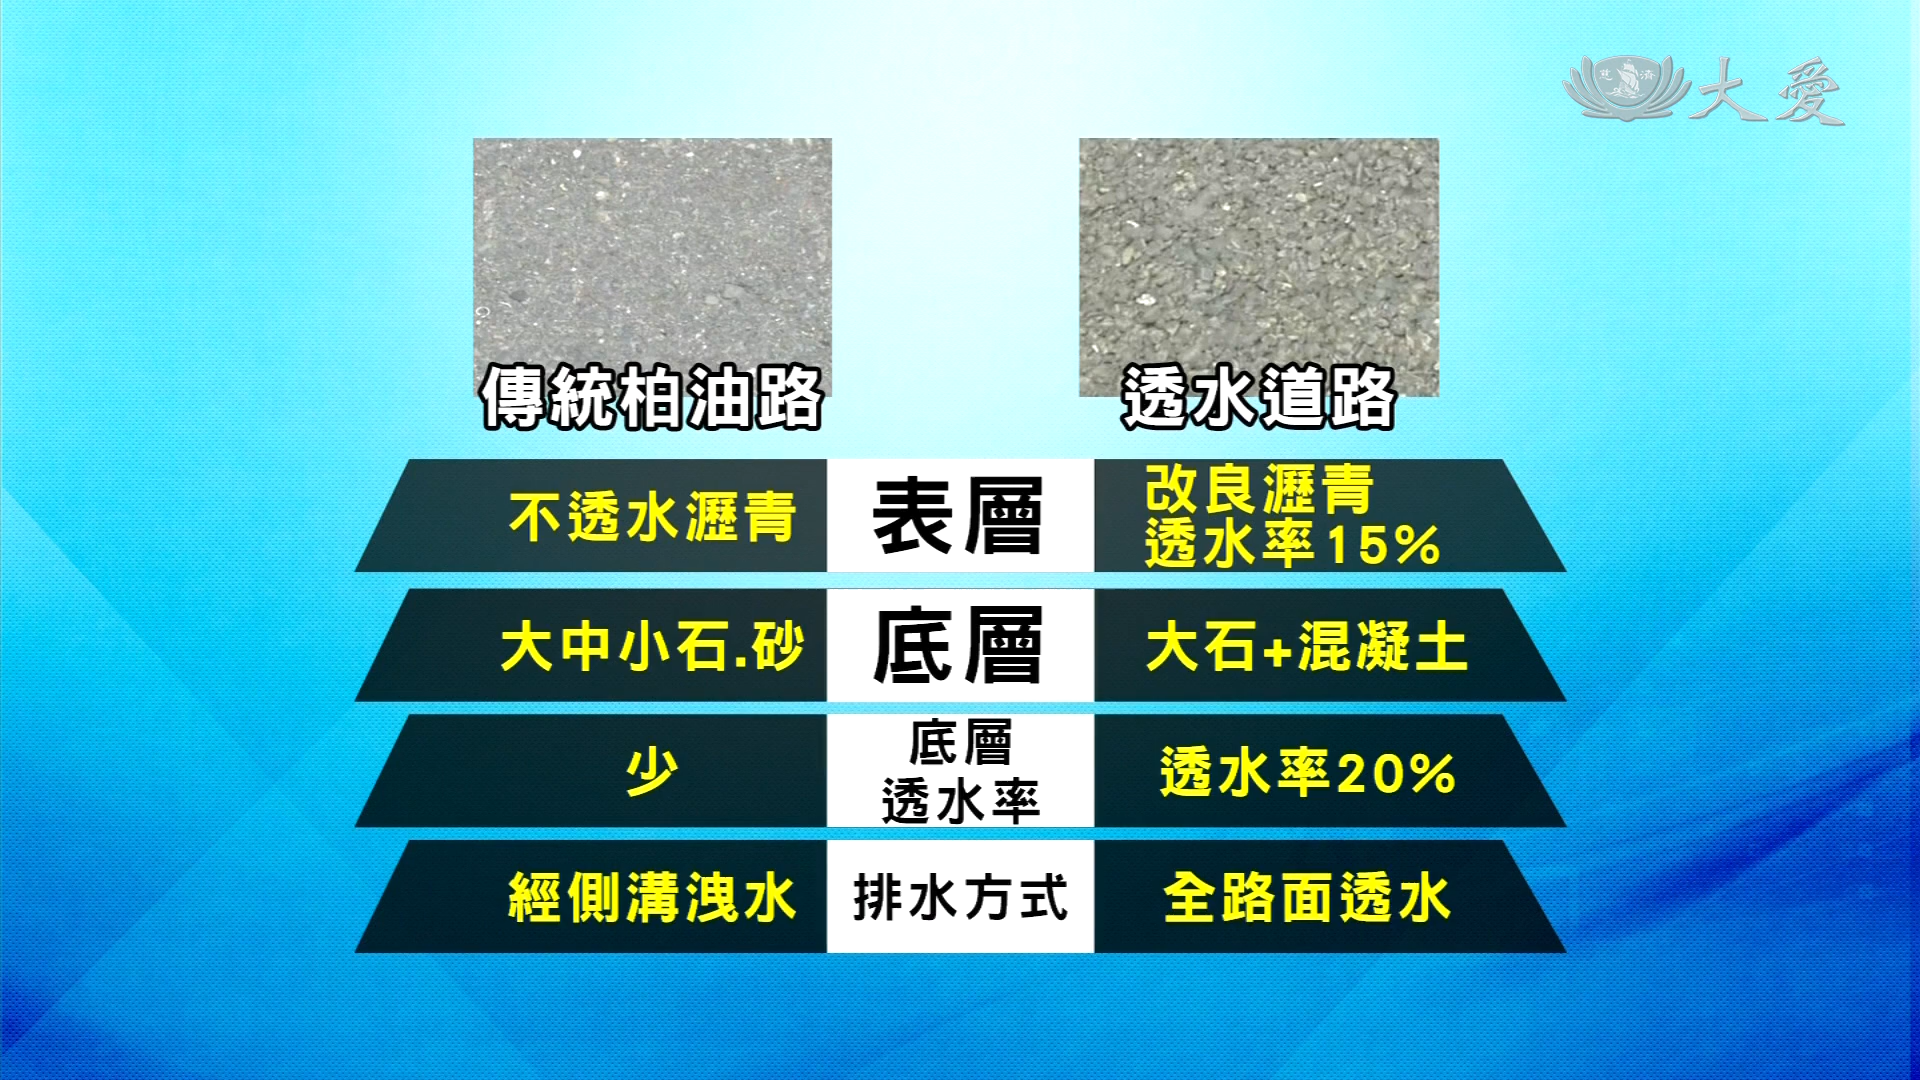 慈 濟
大愛
傳統柏油路
透水道路
不透水瀝青
表層
改良瀝青
透水率15%
大中小石.砂
底層
大石+混凝土
少
底層
透水率
透水率20%
經側溝洩水
排水方式
全路面透水